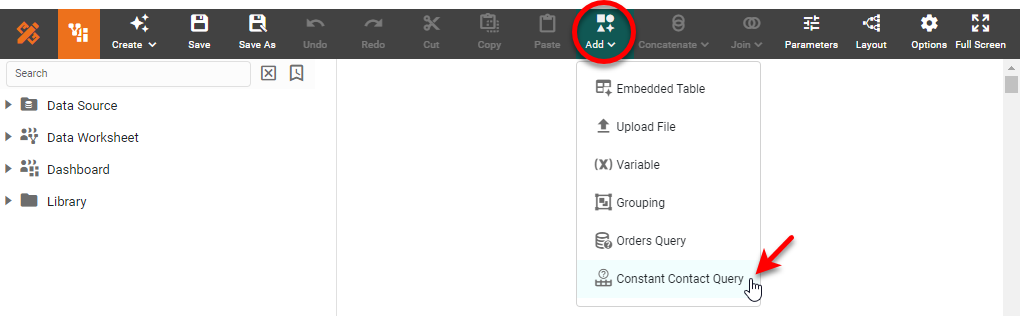 Create
Save
Save As
Undo
Redo
Cut
Copy
Paste
Add
Concatenate
Join
Parameters
Layout
Options
Full Screen
Search
Data Source
Data Worksheet
Dashboard
Library
Embedded Table
Upload File
(X) Variable
Grouping
Orders Query
Constant Contact Query